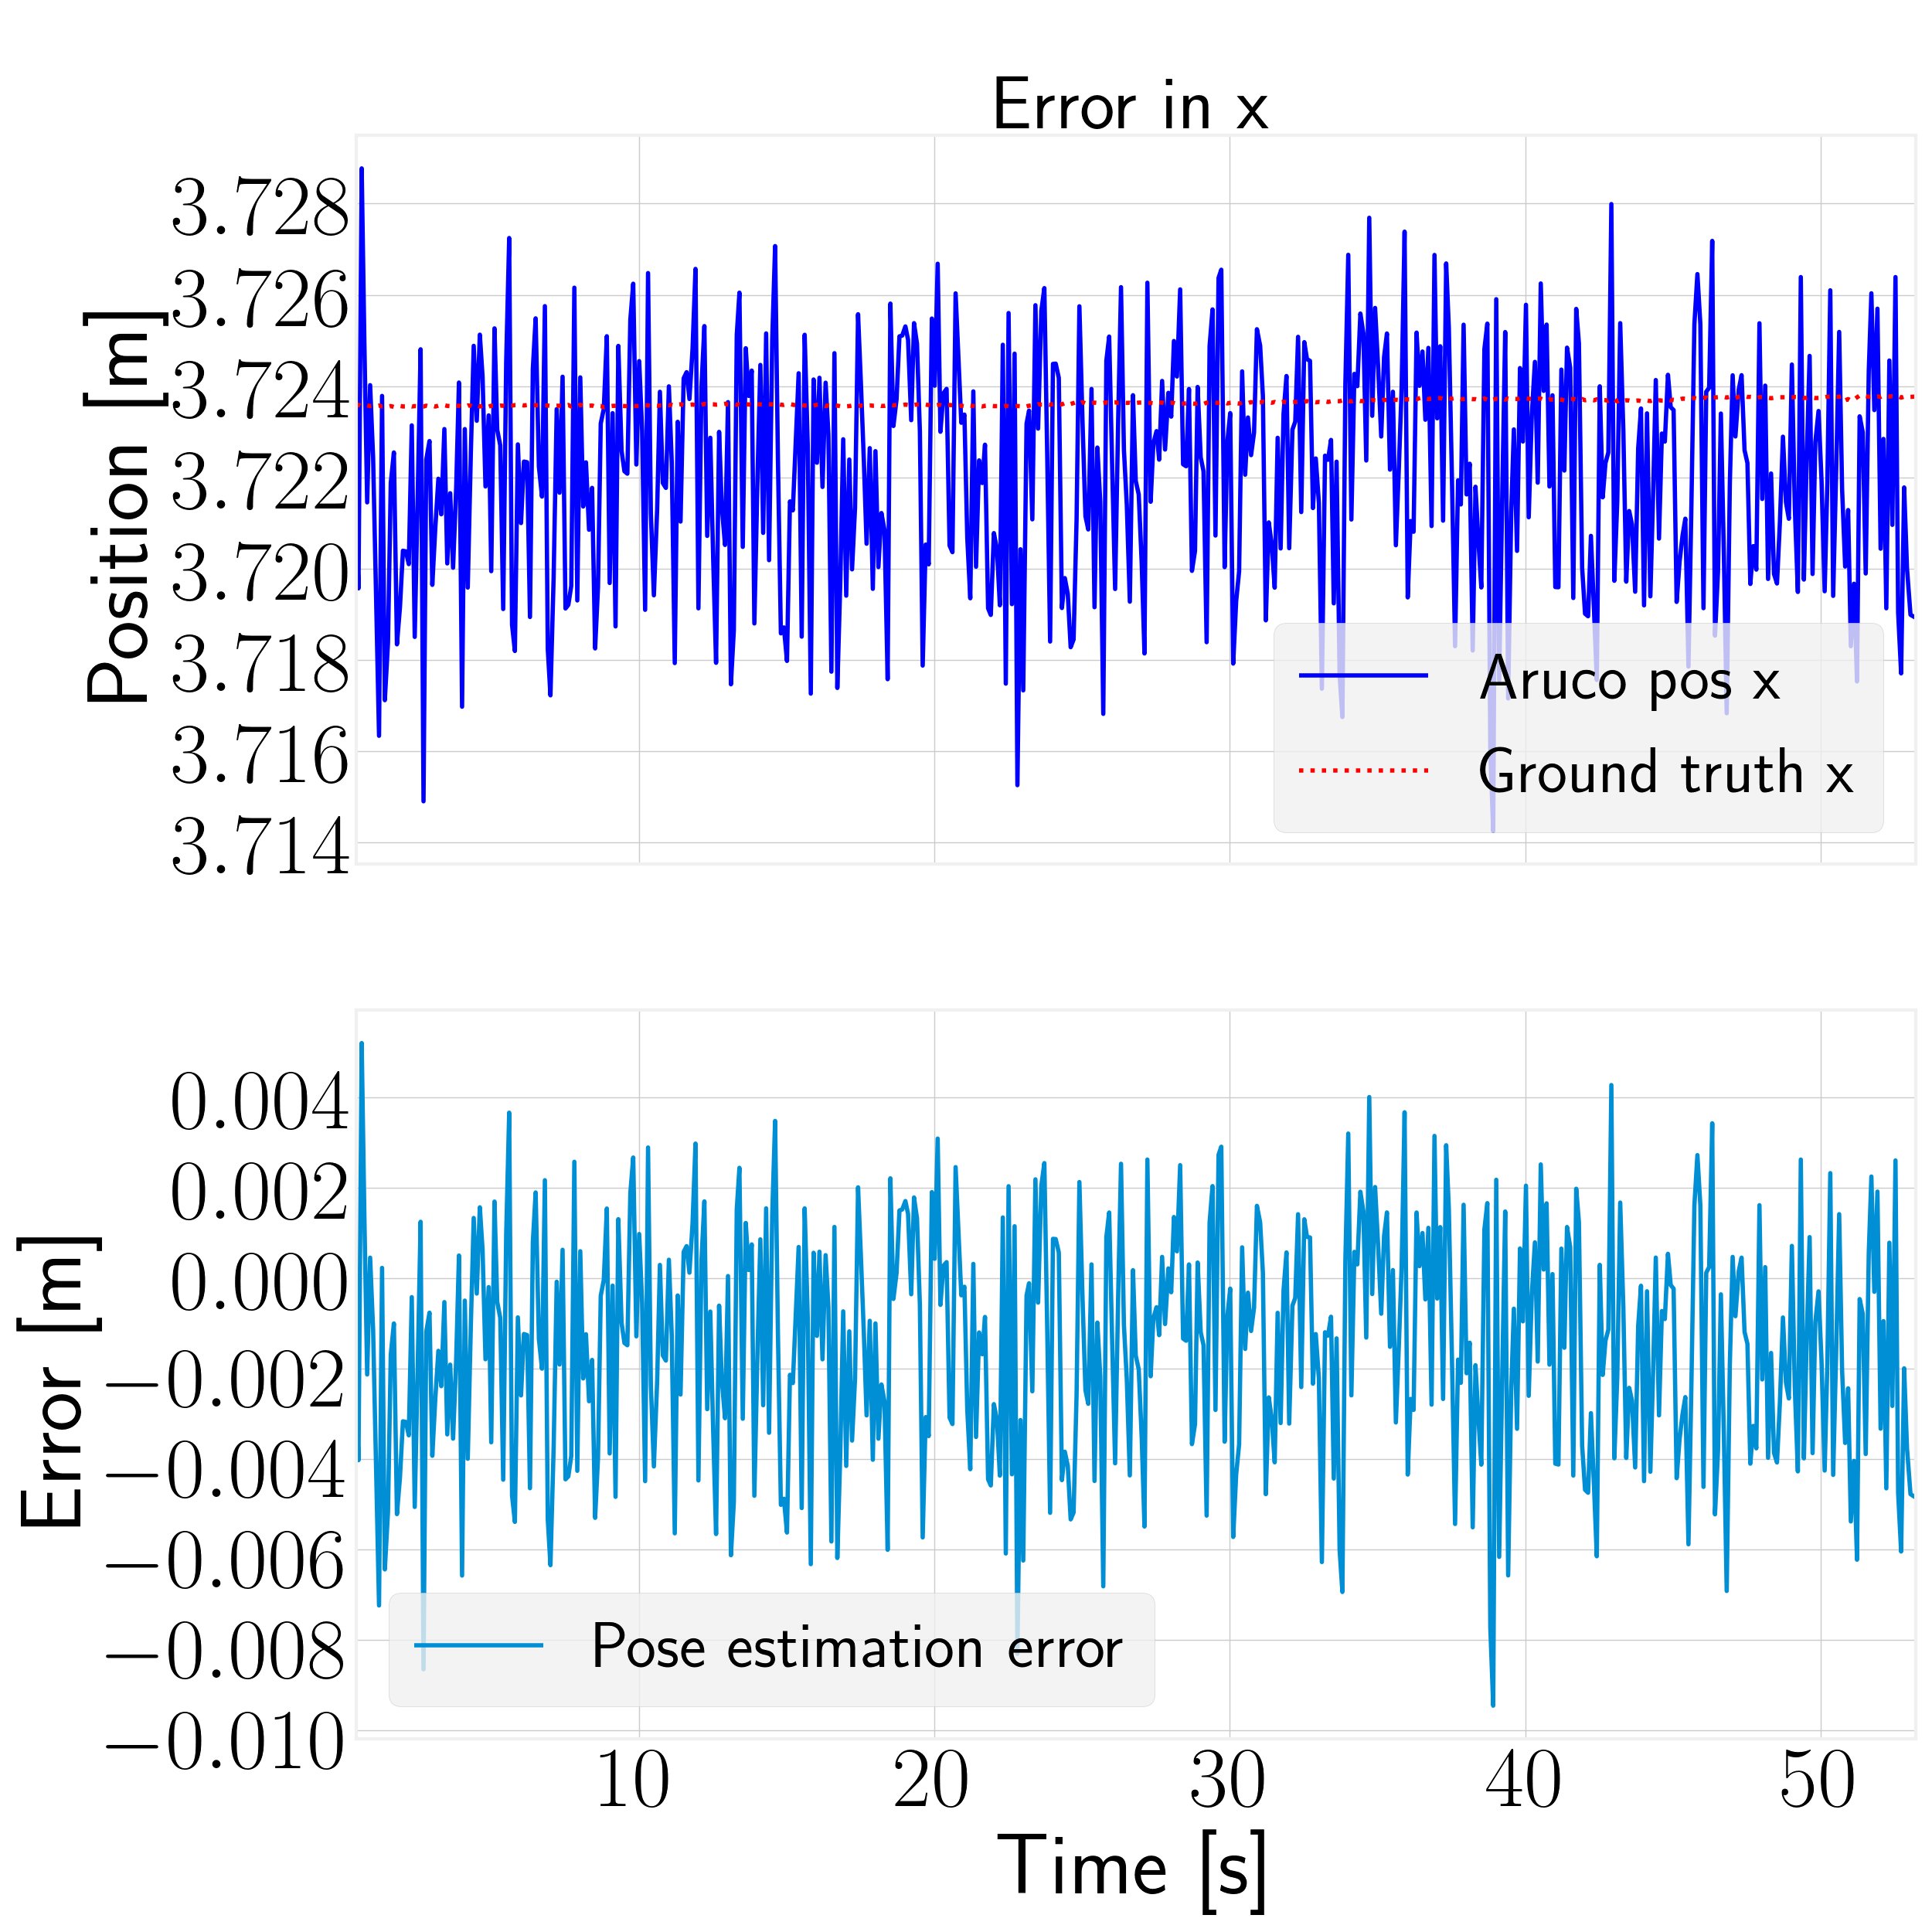 Error in x
Position [m]
3.728
3.726
3.724
3.722
3.720
3.718
3.716
3.714
Aruco pos x
Ground truth x
Error [m]
0.004
0.002
0.000
−0.002
−0.004
−0.006
−0.008
−0.010
Pose estimation error
10 20 30 40 50
Time [s]